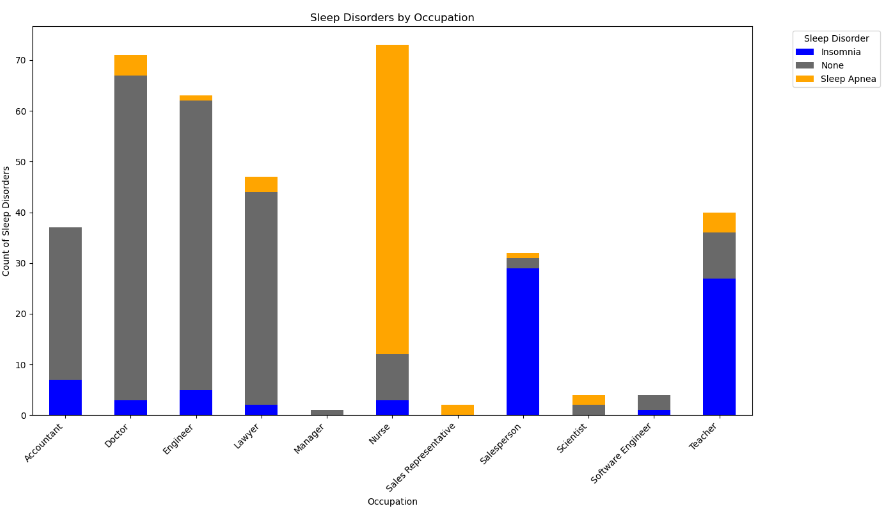 Sleep Disorders by Occupation
Sleep Disorder
Insomnia
None
Sleep Apnea
Count of Sleep Disorders
70
60
50
40
30
20
10
0
Accountant
Doctor
Engineer
Lawyer
Manager
Nurse
Sales Representative
Salesperson
Scientist
Software Engineer
Teacher
Occupation